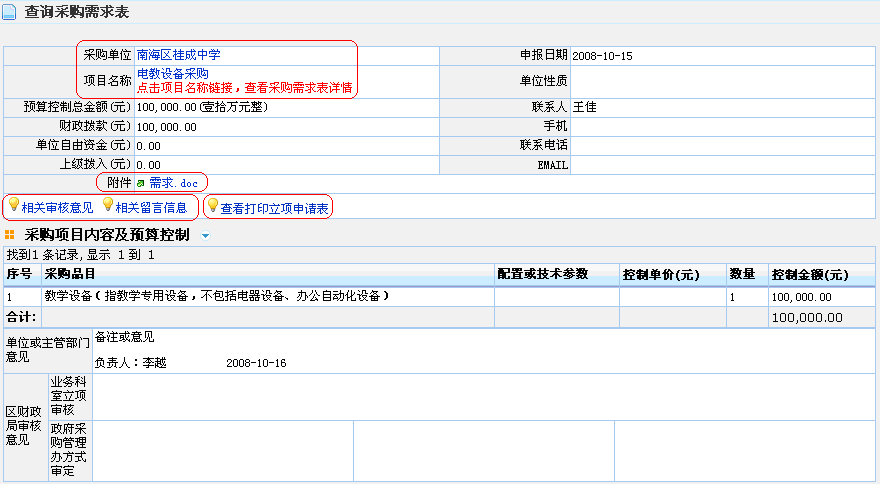 查询采购需求表
采购单位 南海区桂成中学 申报日期 2008-10-15
项目名称 电教设备采购 单位性质
点击项目名称链接，查看采购需求表详情
预算控制总金额(元) 100,000.00(壹拾万元整) 联系人 王佳
财政拨款(元) 100,000.00 手机
单位自由资金(元) 0.00 联系电话
上级拨入(元) 0.00 EMAIL
附件 需求.doc
相关审核意见 相关留言信息 查看打印立项申请表
采购项目内容及预算控制
找到1 条记录, 显示 1 到 1
序号 采购品目 配置或技术参数 控制单价(元) 数量 控制金额(元)
1 教学设备(指教学专用设备，不包括电器设备、办公自动化设备) 1 100,000.00
合计: 100,000.00
单位或主管部门
意见
备注或意见
负责人：李越 2008-10-16
区财政
局审核
意见
业务科
室立项
审核
政府采
购管理
办方式
审定